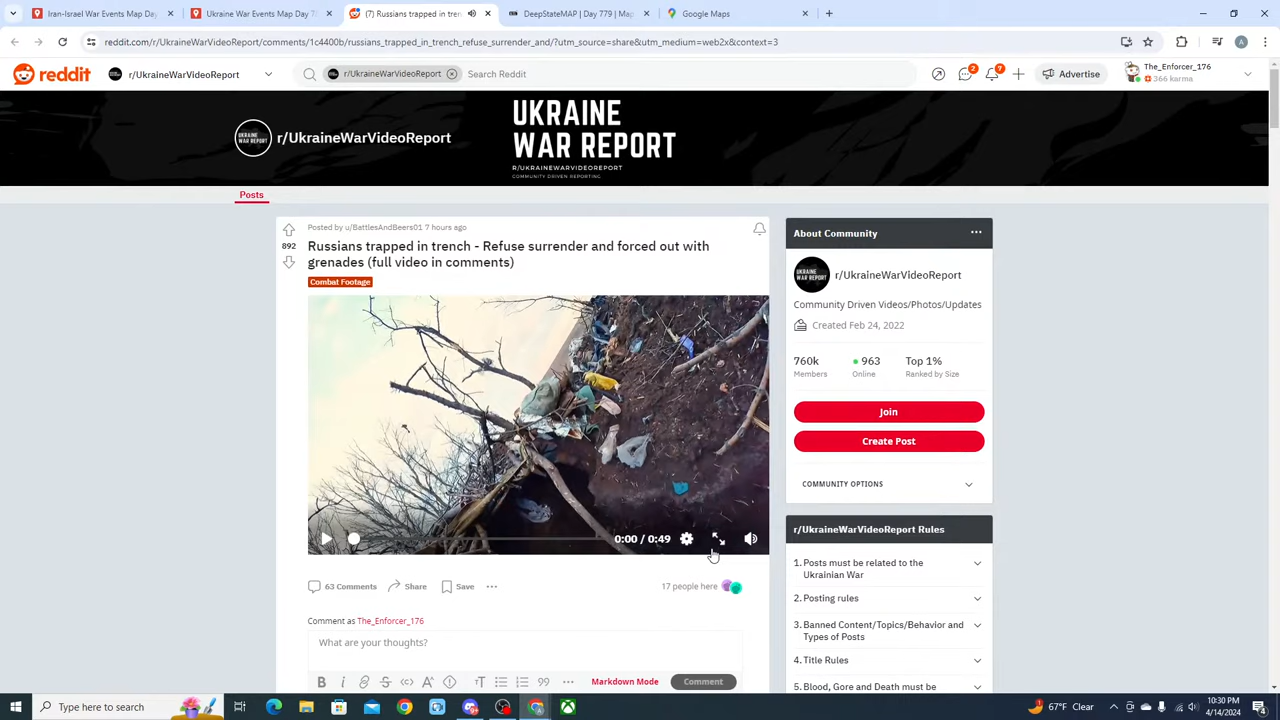 Iran-Israel Events Map Day
Ukraine Events Map Day 7
(7) Russians trapped in tren
DeepStateMAP | Day 779 | Map
Google Maps
reddit.com/r/UkraineWarVideoReport/comments/1c4400b/russians_trapped_in_trench_refuse_surrender_and/?utm_source=share&utm_medium=web2x&context=3
A
reddit
r/UkraineWarVideoReport
r/UkraineWarVideoReport
Search Reddit
2
7
Advertise
The_Enforcer_176
366 karma
UKRAINE WAR REPORT
r/UkraineWarVideoReport
UKRAINE
WAR REPORT
R/UKRAINEWARVIDEOREPORT
COMMUNITY DRIVEN REPORTING
Posts
Posted by u/BattlesAndBeers01 7 hours ago
892
Russians trapped in trench - Refuse surrender and forced out with
grenades (full video in comments)
Combat Footage
0:00 / 0:49
63 Comments
Share
Save
17 people here
Comment as The_Enforcer_176
What are your thoughts?
Markdown Mode
Comment
About Community
r/UkraineWarVideoReport
Community Driven Videos/Photos/Updates
Created Feb 24, 2022
760k
963
Top 1%
Members
Online
Ranked by Size
Join
Create Post
COMMUNITY OPTIONS
r/UkraineWarVideoReport Rules
1. Posts must be related to the
Ukrainian War
2. Posting rules
3. Banned Content/Topics/Behavior and
Types of Posts
4. Title Rules
5. Blood, Gore and Death must be
Type here to search
67°F Clear
10:30 PM
4/14/2024